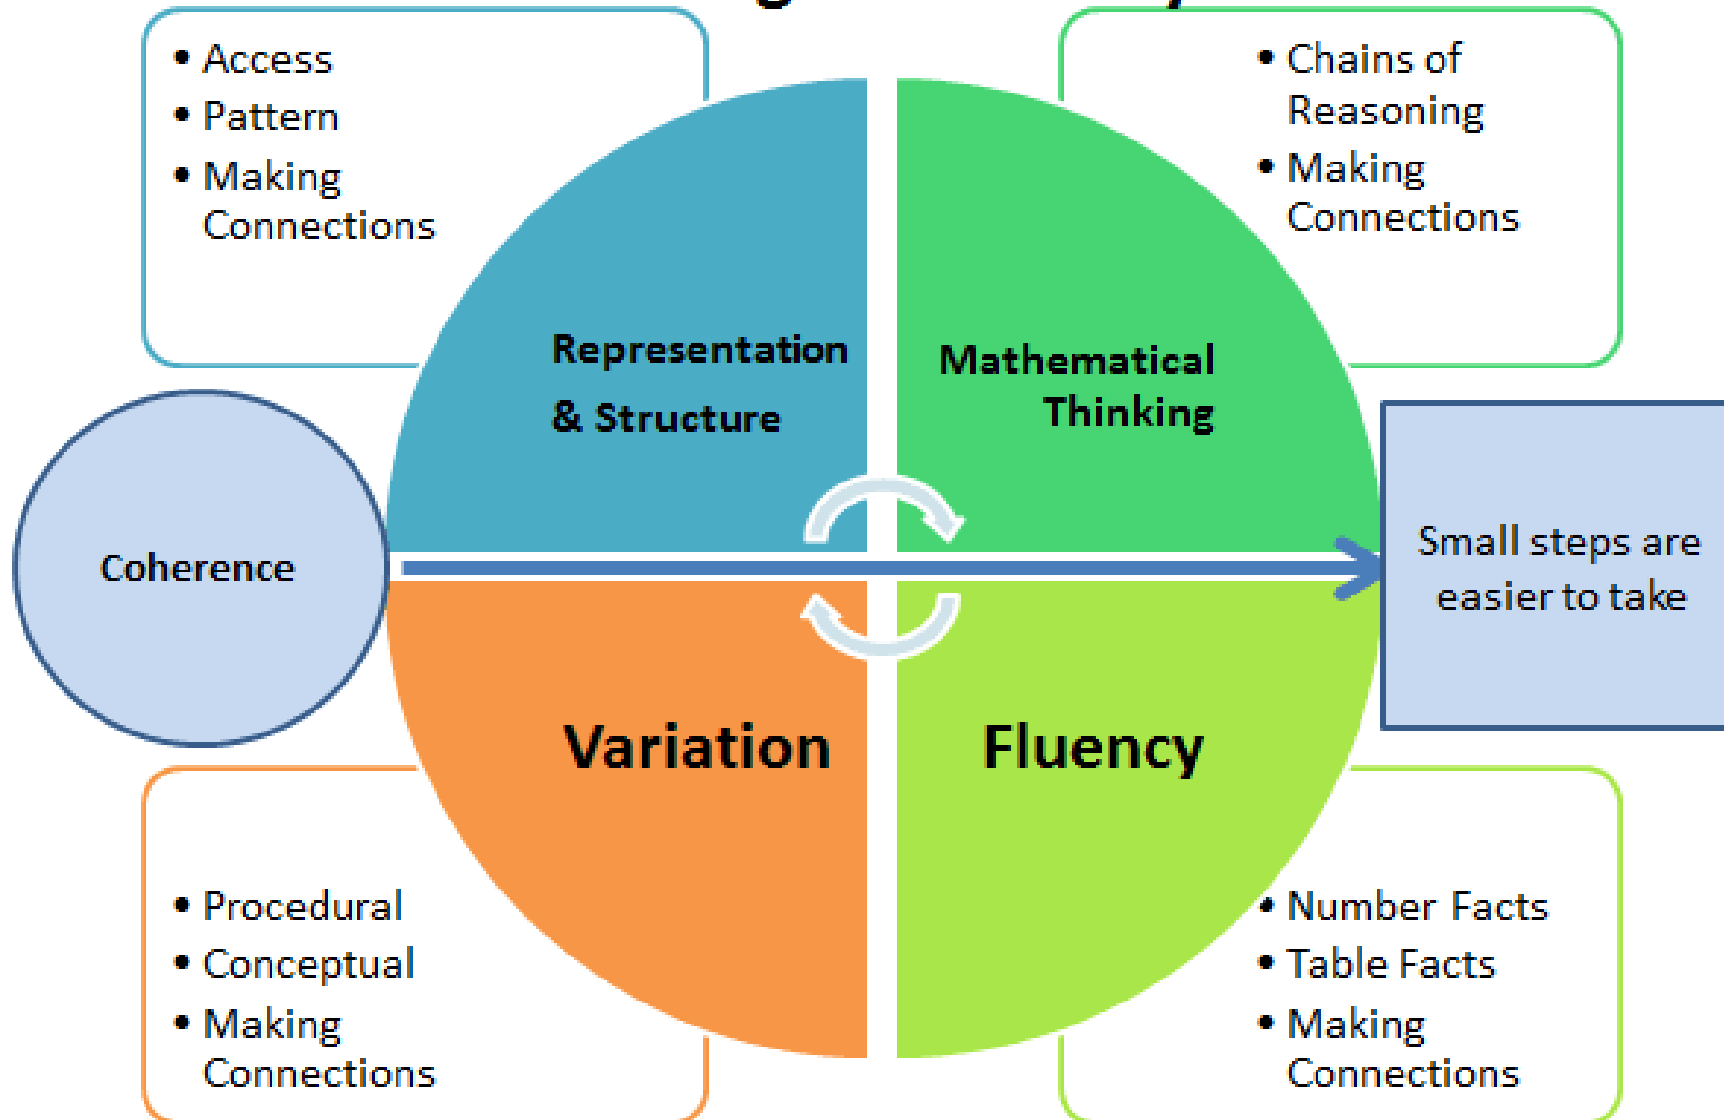 • Access
• Pattern
• Making
Connections
• Chains of
Reasoning
• Making
Connections
Representation
& Structure
Mathematical
Thinking
Coherence
Small steps are
easier to take
Variation
Fluency
• Procedural
• Conceptual
• Making
Connections
• Number Facts
• Table Facts
• Making
Connections